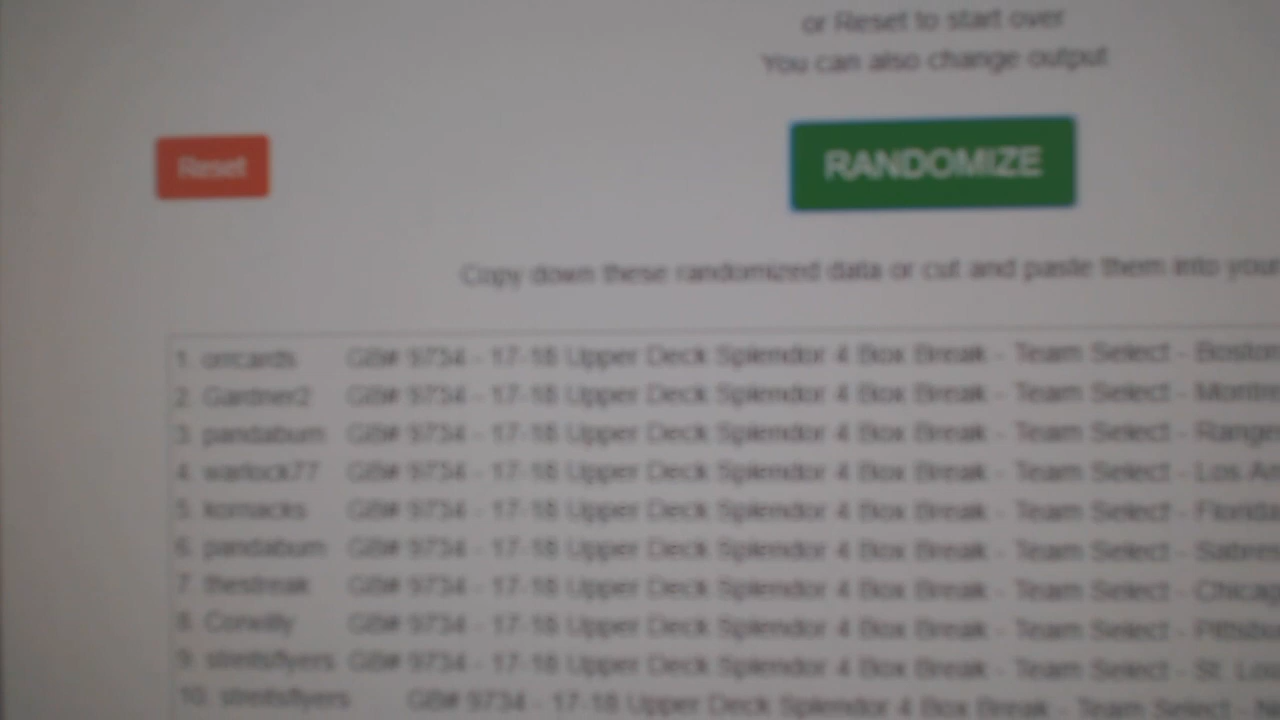 or Reset to start over
You can also change output
Reset
RANDOMIZE
Copy down these randomized data or cut and paste them into your
1. orrcards GB# 9734 - 17-18 Upper Deck Splendor 4 Box Break - Team Select - Boston
2. Gardner2 GB# 9734 - 17-18 Upper Deck Splendor 4 Box Break - Team Select - Montre
3. pandabum GB# 9734 - 17-18 Upper Deck Splendor 4 Box Break - Team Select - Range
4. warlock77 GB# 9734 - 17-18 Upper Deck Splendor 4 Box Break - Team Select - Los An
5. kornacks GB# 9734 - 17-18 Upper Deck Splendor 4 Box Break - Team Select - Florida
6. pandabum GB# 9734 - 17-18 Upper Deck Splendor 4 Box Break - Team Select - Sabres
7. thestreak GB# 9734 - 17-18 Upper Deck Splendor 4 Box Break - Team Select - Chicag
8. GB# 9734 - 17-18 Upper Deck Splendor 4 Box Break - Team Select - Pittsbu
9. streitsflyers GB# 9734 - 17-18 Upper Deck Splendor 4 Box Break - Team Select - St. Lou
10. streitsflyers GB# 9734 - 17-18 Upper Deck Splendor 4 Box Break - Team Select - N